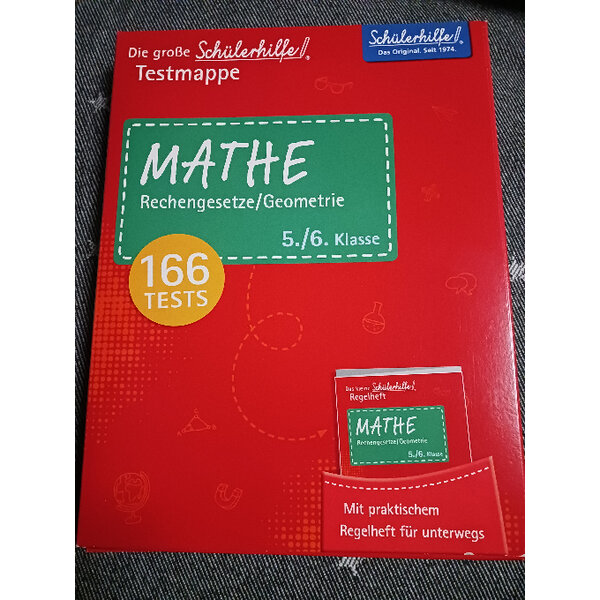 Die große Schülerhilfe!
Testmappe
Schülerhilfe!
Das Original. Seit 1974.
MATHE
Rechengesetze/Geometrie
5./6. Klasse
166
TESTS
Das kleine Schülerhilfe!
Regelheft
MATHE
Rechengesetze/Geometrie
5./6. Klasse
Mit praktischem
Regelheft für unterwegs